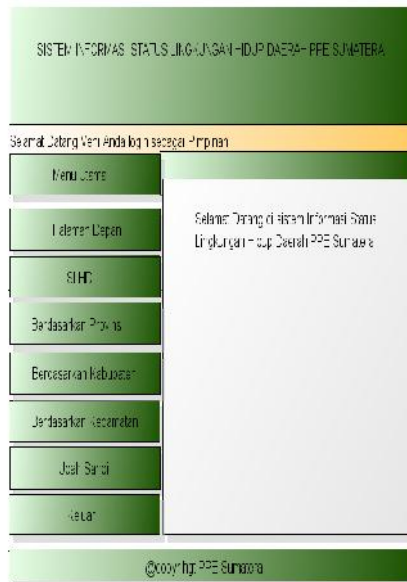 SISTEM INFORMASI STATUS LINGKUNGAN HIDUP DAERAH PPE SUMATERA
Selamat Datang Veni Anda login sebagai Pimpinan
Menu Utama
Halaman Depan
Selamat Datang di sistem Informasi Status
Lingkungan Hidup Daerah PPE Sumatera
SLHD
Berdasarkan Provinsi
Berdasarkan Kabupaten
Berdasarkan Kecamatan
Ubah Sandi
Keluar
@copyrihgt PPE Sumatera